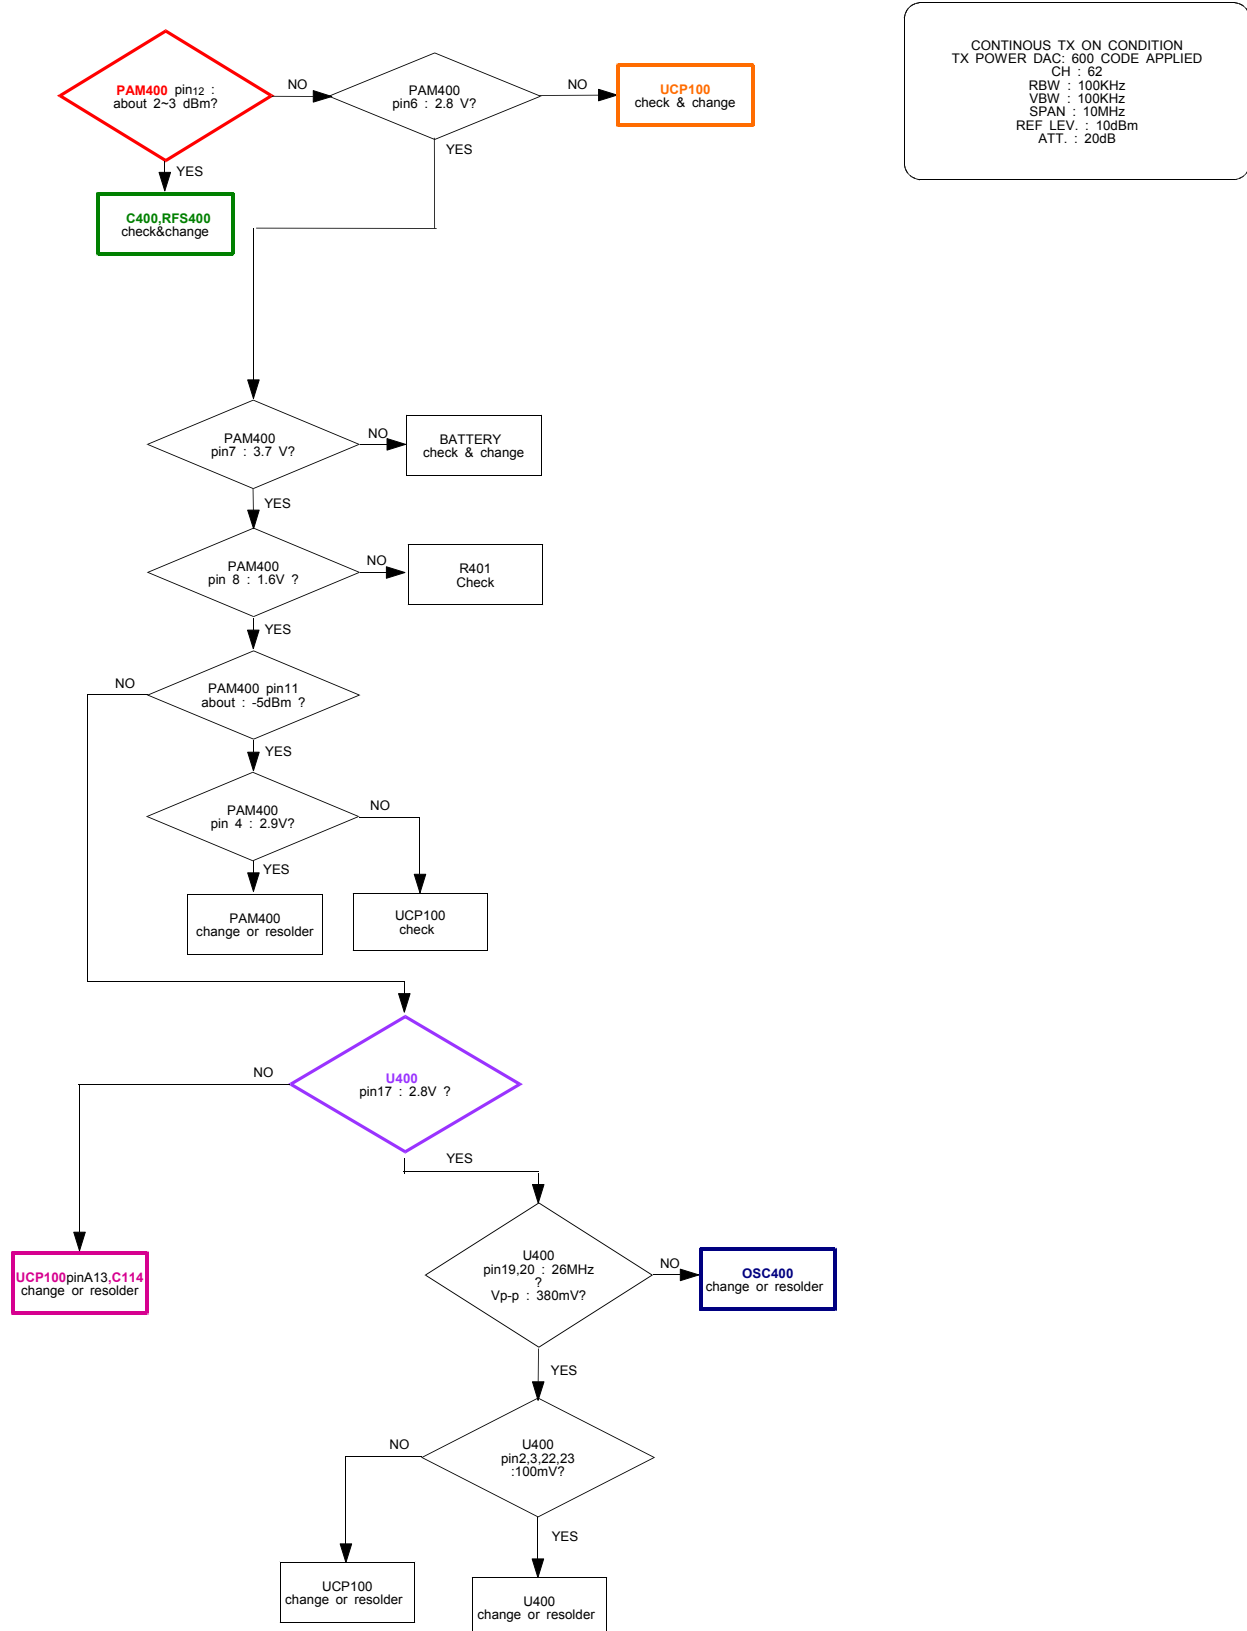 CONTINOUS TX ON CONDITION
TX POWER DAC: 600 CODE APPLIED
CH : 62
RBW : 100KHz
VBW : 100KHz
SPAN : 10MHz
REF LEV. : 10dBm
ATT. : 20dB
PAM400 pin12 :
about 2~3 dBm?
NO
PAM400
pin6 : 2.8 V?
NO
UCP100
check & change
YES
YES
C400,RFS400
check&change
PAM400
pin7 : 3.7 V?
NO
BATTERY
check & change
YES
PAM400
pin 8 : 1.6V ?
NO
R401
Check
YES
NO
PAM400 pin11
about : -5dBm ?
YES
PAM400
pin 4 : 2.9V?
NO
YES
PAM400
change or resolder
UCP100
check
NO
U400
pin17 : 2.8V ?
YES
UCP100pinA13,C114
change or resolder
U400
pin19,20 : 26MHz
?
Vp-p : 380mV?
NO
OSC400
change or resolder
YES
NO
U400
pin2,3,22,23
:100mV?
YES
UCP100
change or resolder
U400
change or resolder